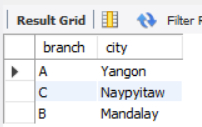 Result Grid Filter
branch city
A Yangon
C Naypyitaw
B Mandalay